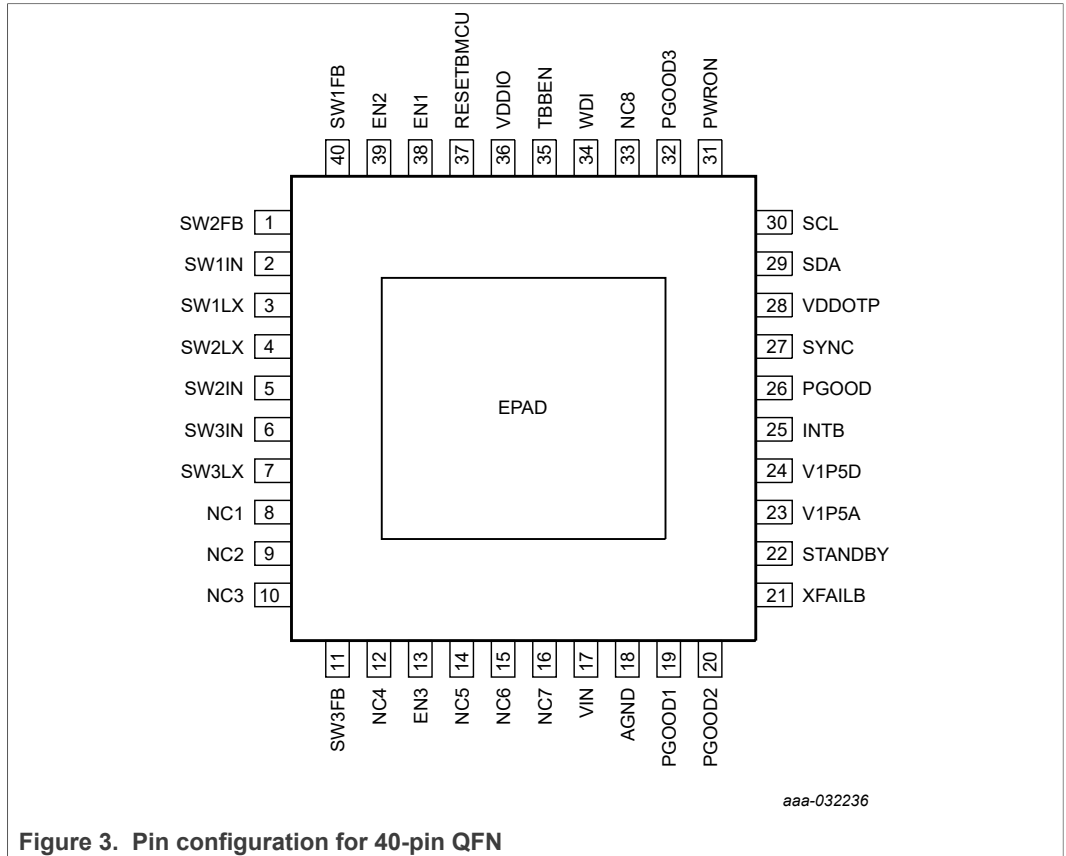 SW1FB
EN2
EN1
RESETBMCU
VDDIO
TBBEN
WDI
NC8
PGOOD3
PWRON
40 39 38 37 36 35 34 33 32 31
SW2FB 1
SW1IN 2
SW1LX 3
SW2LX 4
SW2IN 5
SW3IN 6
SW3LX 7
NC1 8
NC2 9
NC3 10
EPAD
30 SCL
29 SDA
28 VDDOTP
27 SYNC
26 PGOOD
25 INTB
24 V1P5D
23 V1P5A
22 STANDBY
21 XFAILB
11 12 13 14 15 16 17 18 19 20
SW3FB
NC4
EN3
NC5
NC6
NC7
VIN
AGND
PGOOD1
PGOOD2
aaa-032236
Figure 3. Pin configuration for 40-pin QFN